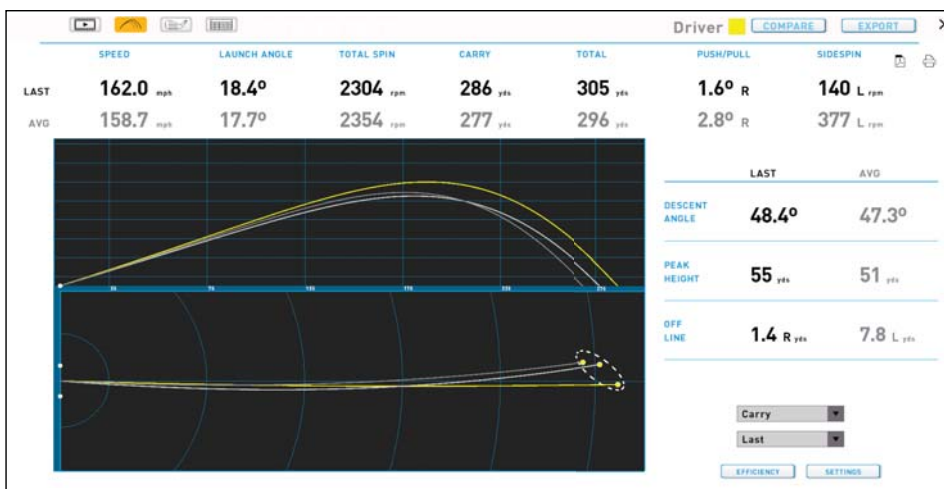 Driver COMPARE EXPORT
SPEED LAUNCH ANGLE TOTAL SPIN CARRY TOTAL PUSH/PULL SIDESPIN
LAST 162.0 mph 18.4º 2304 rpm 286 yds 305 yds 1.6º R 140 L rpm
AVG 158.7 mph 17.7º 2354 rpm 277 yds 296 yds 2.8º R 377 L rpm
LAST AVG
DESCENT
ANGLE 48.4º 47.3º
PEAK
HEIGHT 55 yds 51 yds
OFF
LINE 1.4 R yds 7.8 L yds
Carry
Last
EFFICIENCY SETTINGS